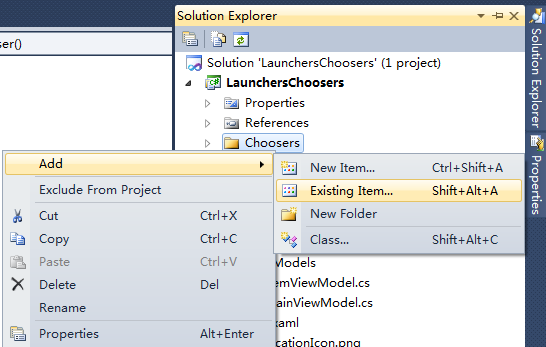 Solution Explorer
ser()
Solution 'LaunchersChoosers' (1 project)
LaunchersChoosers
Properties
References
Choosers
Add
Exclude From Project
Cut Ctrl+X
Copy Ctrl+C
Paste Ctrl+V
Delete Del
Rename
Properties Alt+Enter
New Item... Ctrl+Shift+A
Existing Item... Shift+Alt+A
New Folder
Class... Shift+Alt+C
Models
emViewModel.cs
ainViewModel.cs
xaml
cationIcon.png
Solution Explorer
Properties